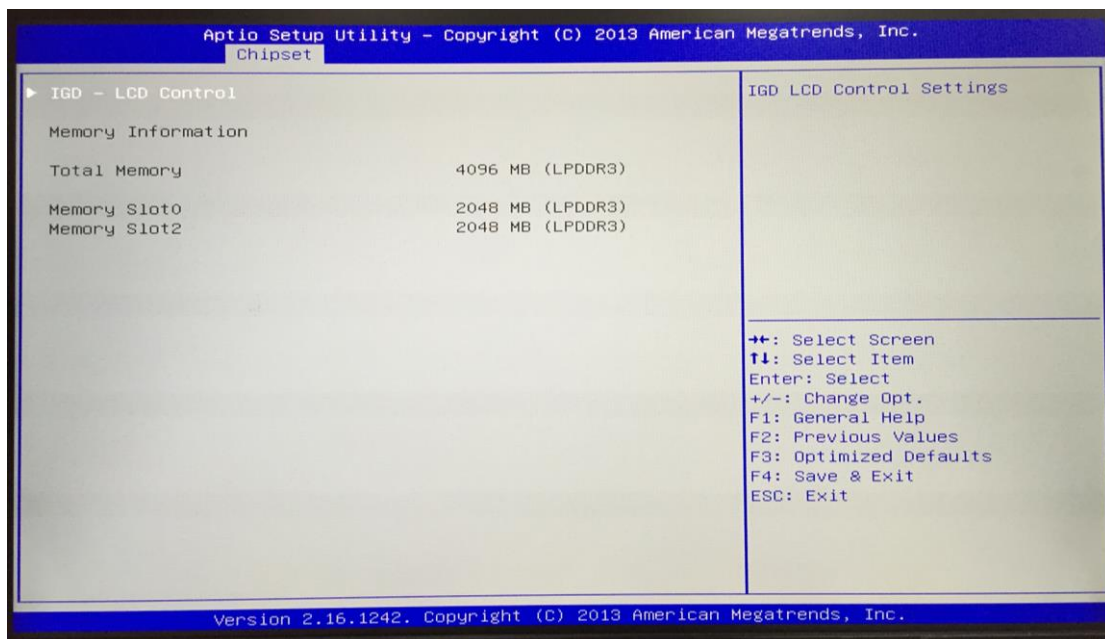 Aptio Setup Utility – Copyright (C) 2013 American Megatrends, Inc.
Chipset
► IGD – LCD Control
Memory Information
Total Memory 4096 MB (LPDDR3)
Memory Slot0 2048 MB (LPDDR3)
Memory Slot2 2048 MB (LPDDR3)
IGD LCD Control Settings
→←: Select Screen
↑↓: Select Item
Enter: Select
+/-: Change Opt.
F1: General Help
F2: Previous Values
F3: Optimized Defaults
F4: Save & Exit
ESC: Exit
Version 2.16.1242. Copyright (C) 2013 American Megatrends, Inc.